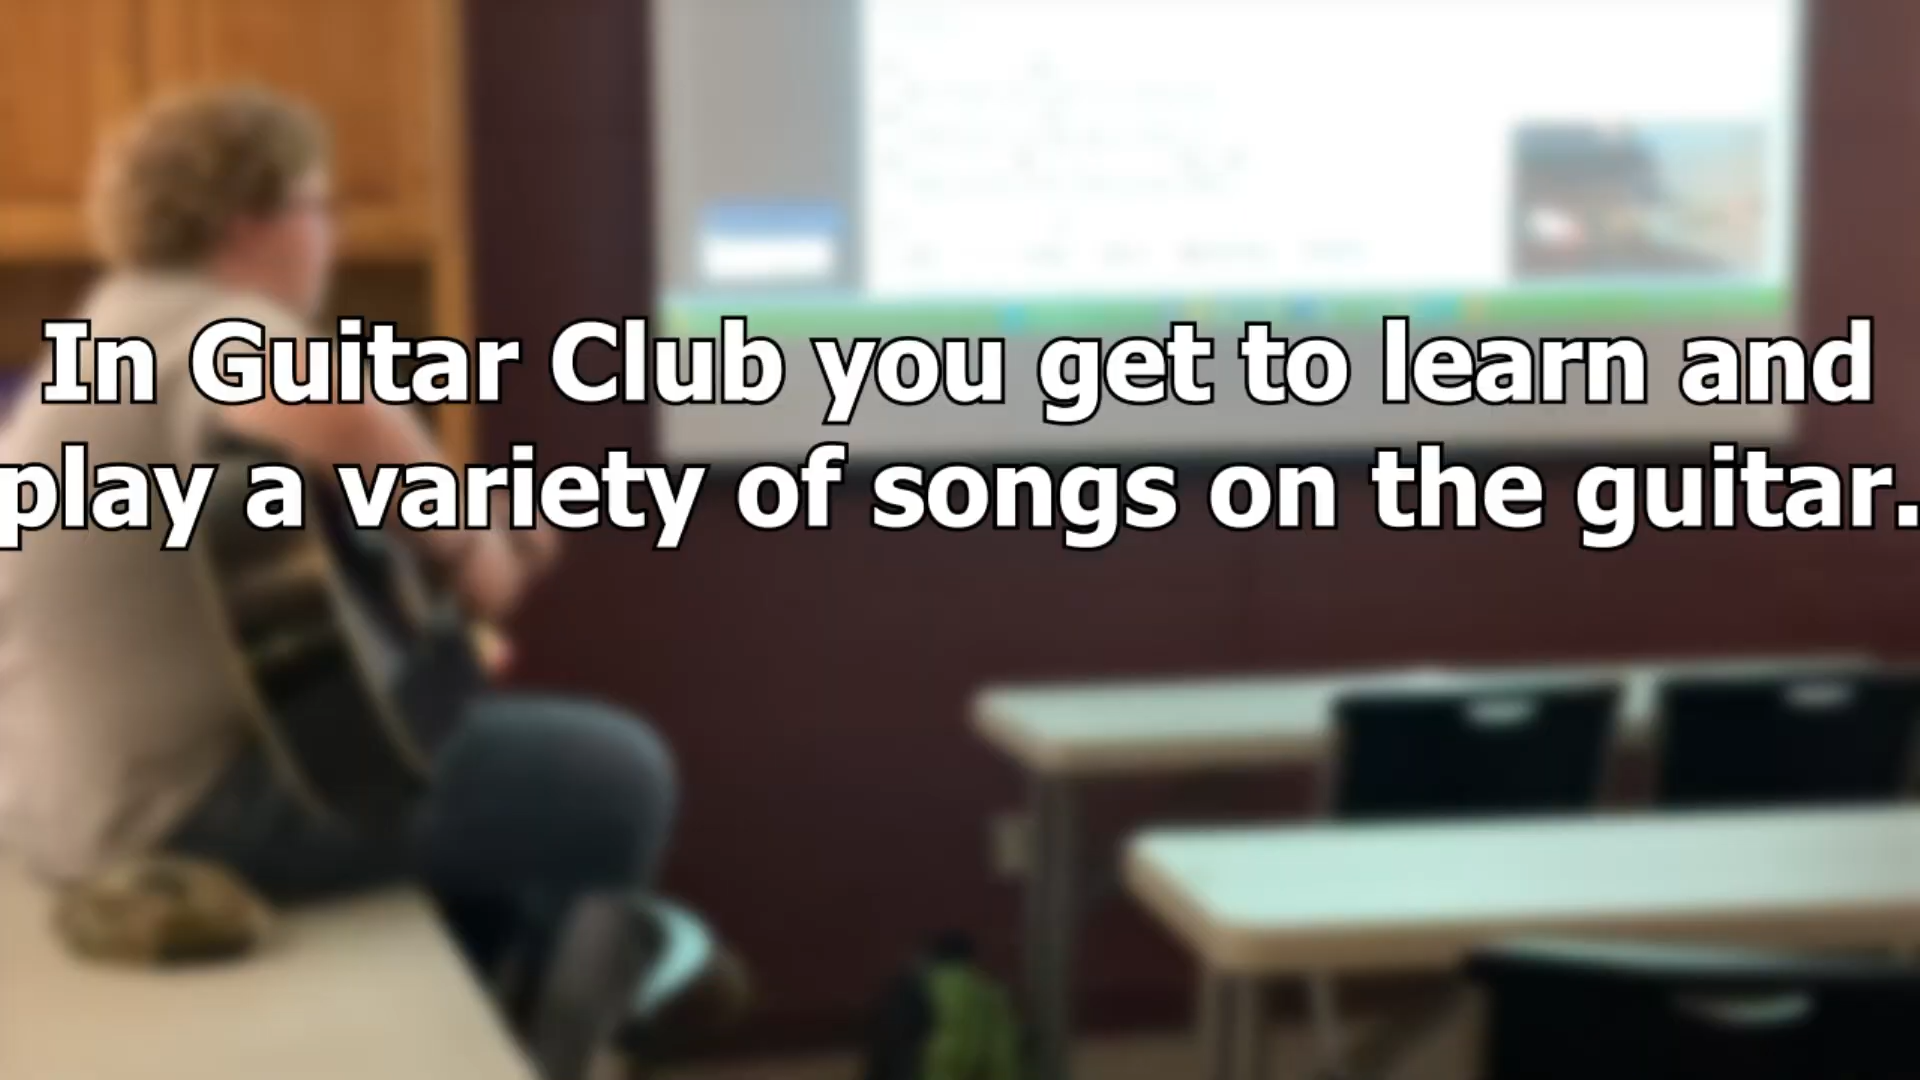 In Guitar Club you get to learn and
play a variety of songs on the guitar.